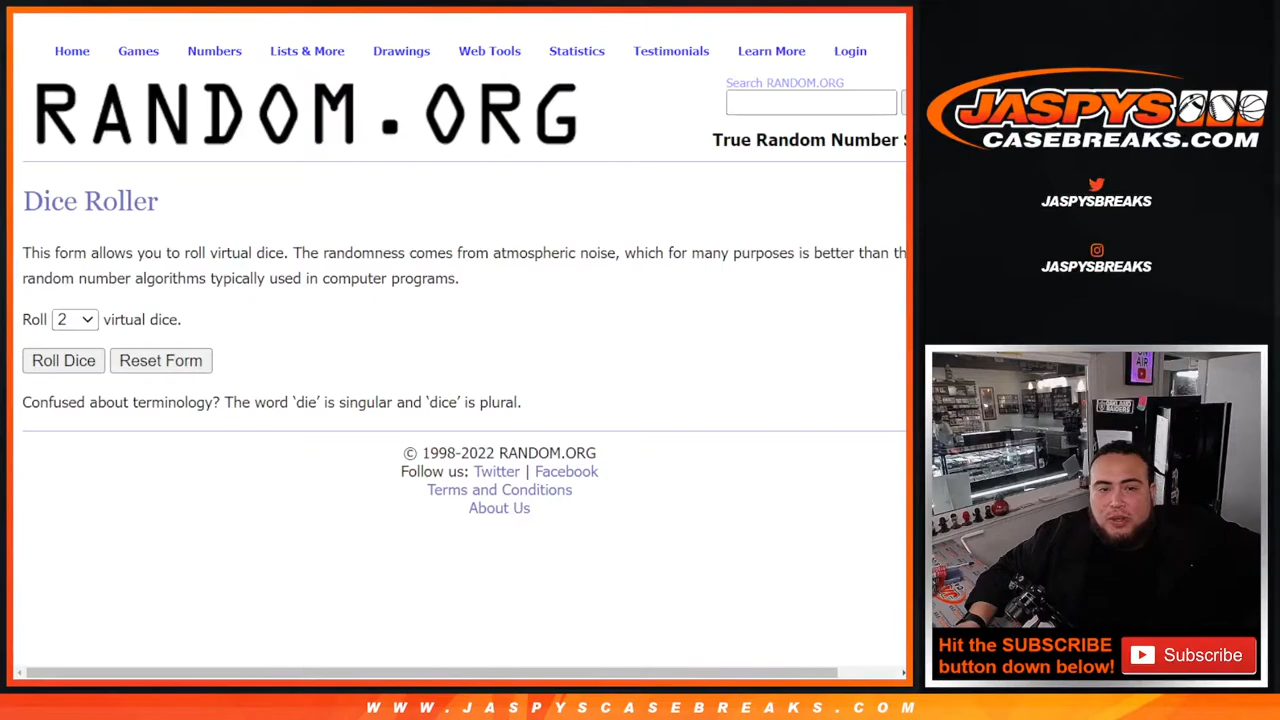 Home Games Numbers Lists & More Drawings Web Tools Statistics Testimonials Learn More Login
RANDOM.ORG
Search RANDOM.ORG
True Random Number S
Dice Roller
This form allows you to roll virtual dice. The randomness comes from atmospheric noise, which for many purposes is better than th
random number algorithms typically used in computer programs.
Roll 2 virtual dice.
Roll Dice Reset Form
Confused about terminology? The word ‘die’ is singular and ‘dice’ is plural.
© 1998-2022 RANDOM.ORG
Follow us: Twitter | Facebook
Terms and Conditions
About Us
JASPYS
CASEBREAKS.COM
JASPYSBREAKS
JASPYSBREAKS
AIR
RAIDERS
Hit the SUBSCRIBE
button down below!
Subscribe
WWW.JASPYSCASEBREAKS.COM